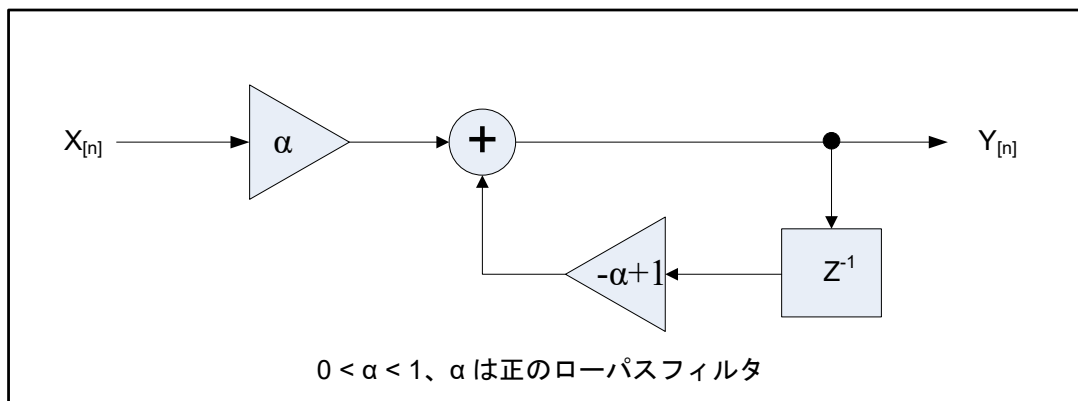 X[n]
α
+
Y[n]
-α+1
Z-1
0 < α < 1、α は正のローパスフィルタ